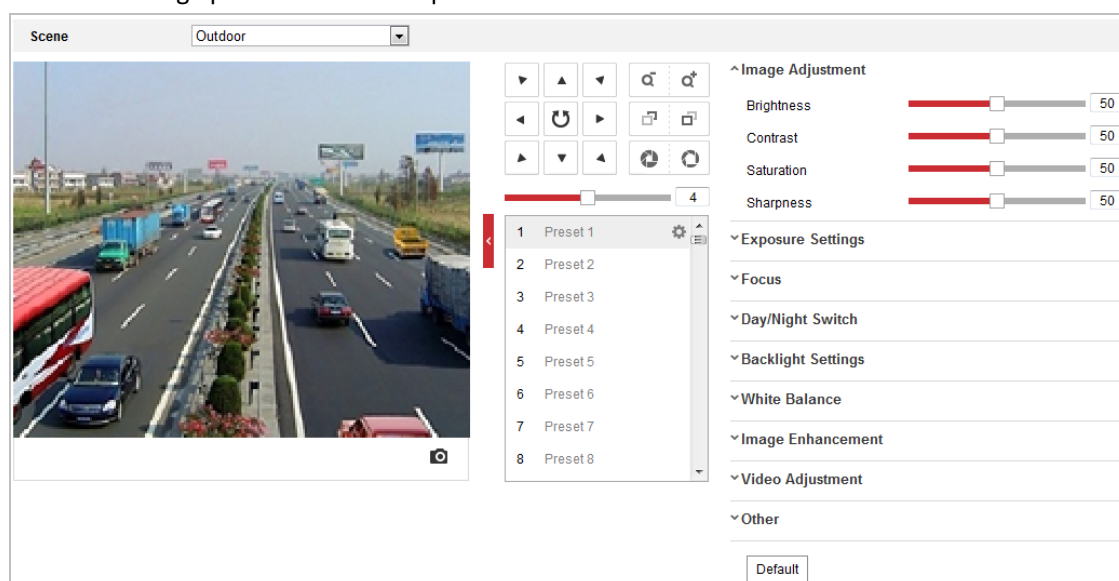 Scene
Outdoor
4
1 Preset 1
2 Preset 2
3 Preset 3
4 Preset 4
5 Preset 5
6 Preset 6
7 Preset 7
8 Preset 8
Image Adjustment
Brightness 50
Contrast 50
Saturation 50
Sharpness 50
Exposure Settings
Focus
Day/Night Switch
Backlight Settings
White Balance
Image Enhancement
Video Adjustment
Other
Default